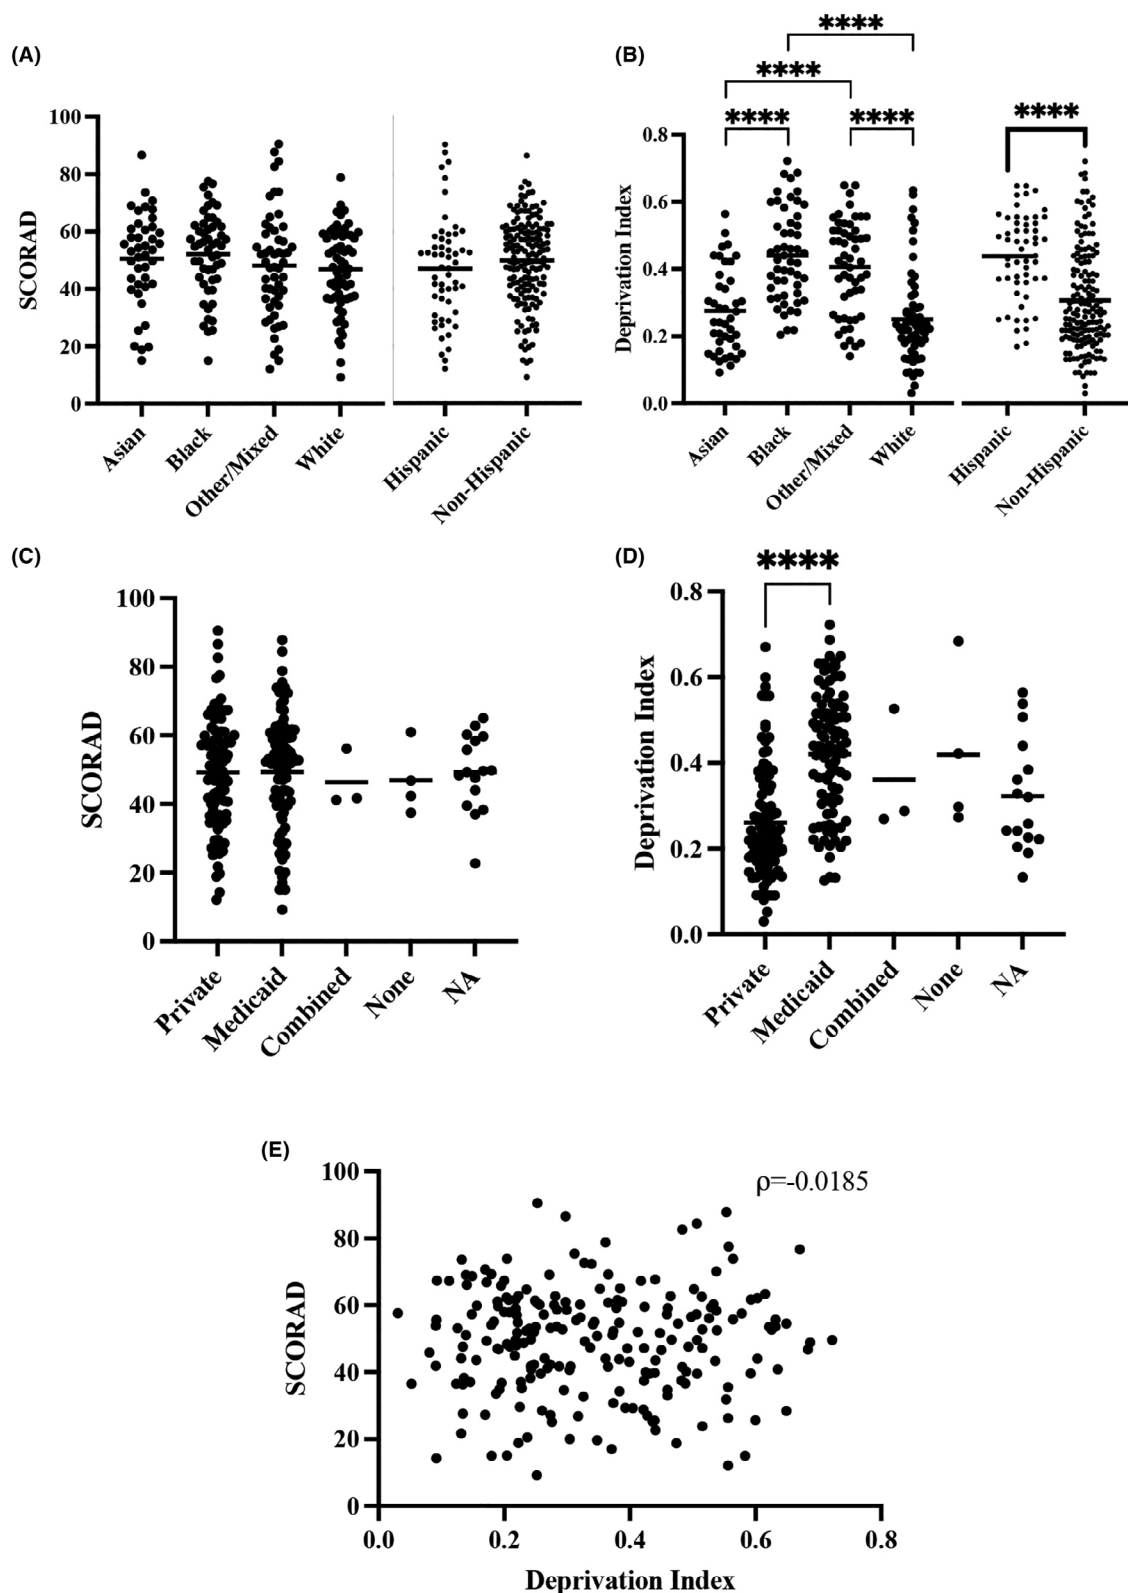 (A)
SCORAD
100
80
60
40
20
0
Asian
Black
Other/Mixed
White
Hispanic
Non-Hispanic
(B)
****
****
**** ****
****
Deprivation Index
0.8
0.6
0.4
0.2
0.0
Asian
Black
Other/Mixed
White
Hispanic
Non-Hispanic
(C)
SCORAD
100
80
60
40
20
0
Private
Medicaid
Combined
None
NA
(D)
****
Deprivation Index
0.8
0.6
0.4
0.2
0.0
Private
Medicaid
Combined
None
NA
(E)
ρ=-0.0185
SCORAD
100
80
60
40
20
0
0.0 0.2 0.4 0.6 0.8
Deprivation Index